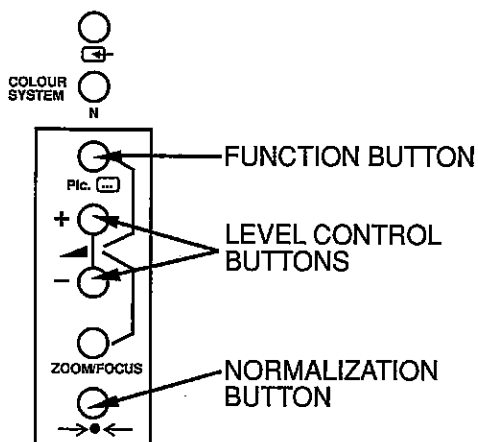 COLOUR
SYSTEM
N
FUNCTION BUTTON
Pic.
+
LEVEL CONTROL
BUTTONS
−
ZOOM/FOCUS
NORMALIZATION
BUTTON